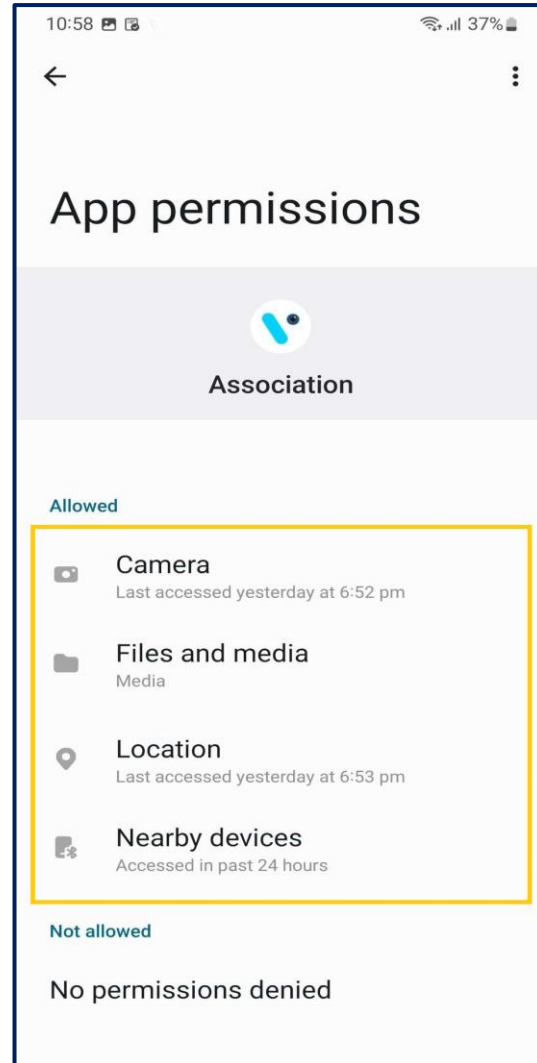 10:58
37%
App permissions
Association
Allowed
Camera
Last accessed yesterday at 6:52 pm
Files and media
Media
Location
Last accessed yesterday at 6:53 pm
Nearby devices
Accessed in past 24 hours
Not allowed
No permissions denied